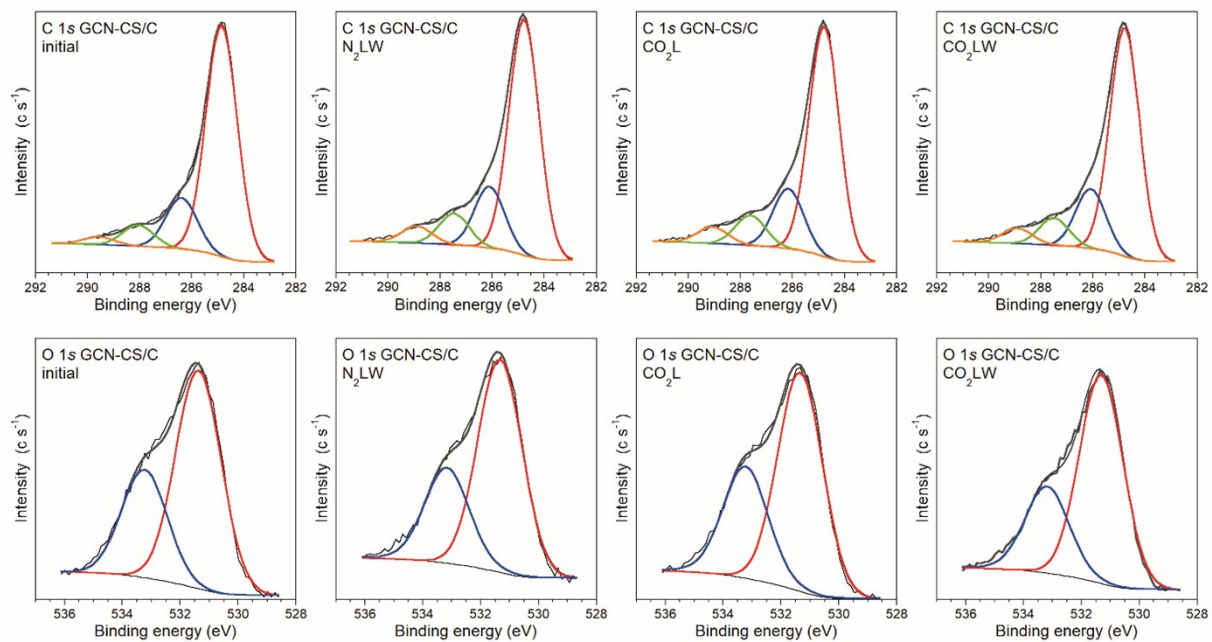 C 1s GCN-CS/C
initial
Intensity (c s⁻¹)
292 290 288 286 284 282
Binding energy (eV)
C 1s GCN-CS/C
N₂LW
Intensity (c s⁻¹)
292 290 288 286 284 282
Binding energy (eV)
C 1s GCN-CS/C
CO₂L
Intensity (c s⁻¹)
292 290 288 286 284 282
Binding energy (eV)
C 1s GCN-CS/C
CO₂LW
Intensity (c s⁻¹)
292 290 288 286 284 282
Binding energy (eV)
O 1s GCN-CS/C
initial
Intensity (c s⁻¹)
536 534 532 530 528
Binding energy (eV)
O 1s GCN-CS/C
N₂LW
Intensity (c s⁻¹)
536 534 532 530 528
Binding energy (eV)
O 1s GCN-CS/C
CO₂L
Intensity (c s⁻¹)
536 534 532 530 528
Binding energy (eV)
O 1s GCN-CS/C
CO₂LW
Intensity (c s⁻¹)
536 534 532 530 528
Binding energy (eV)